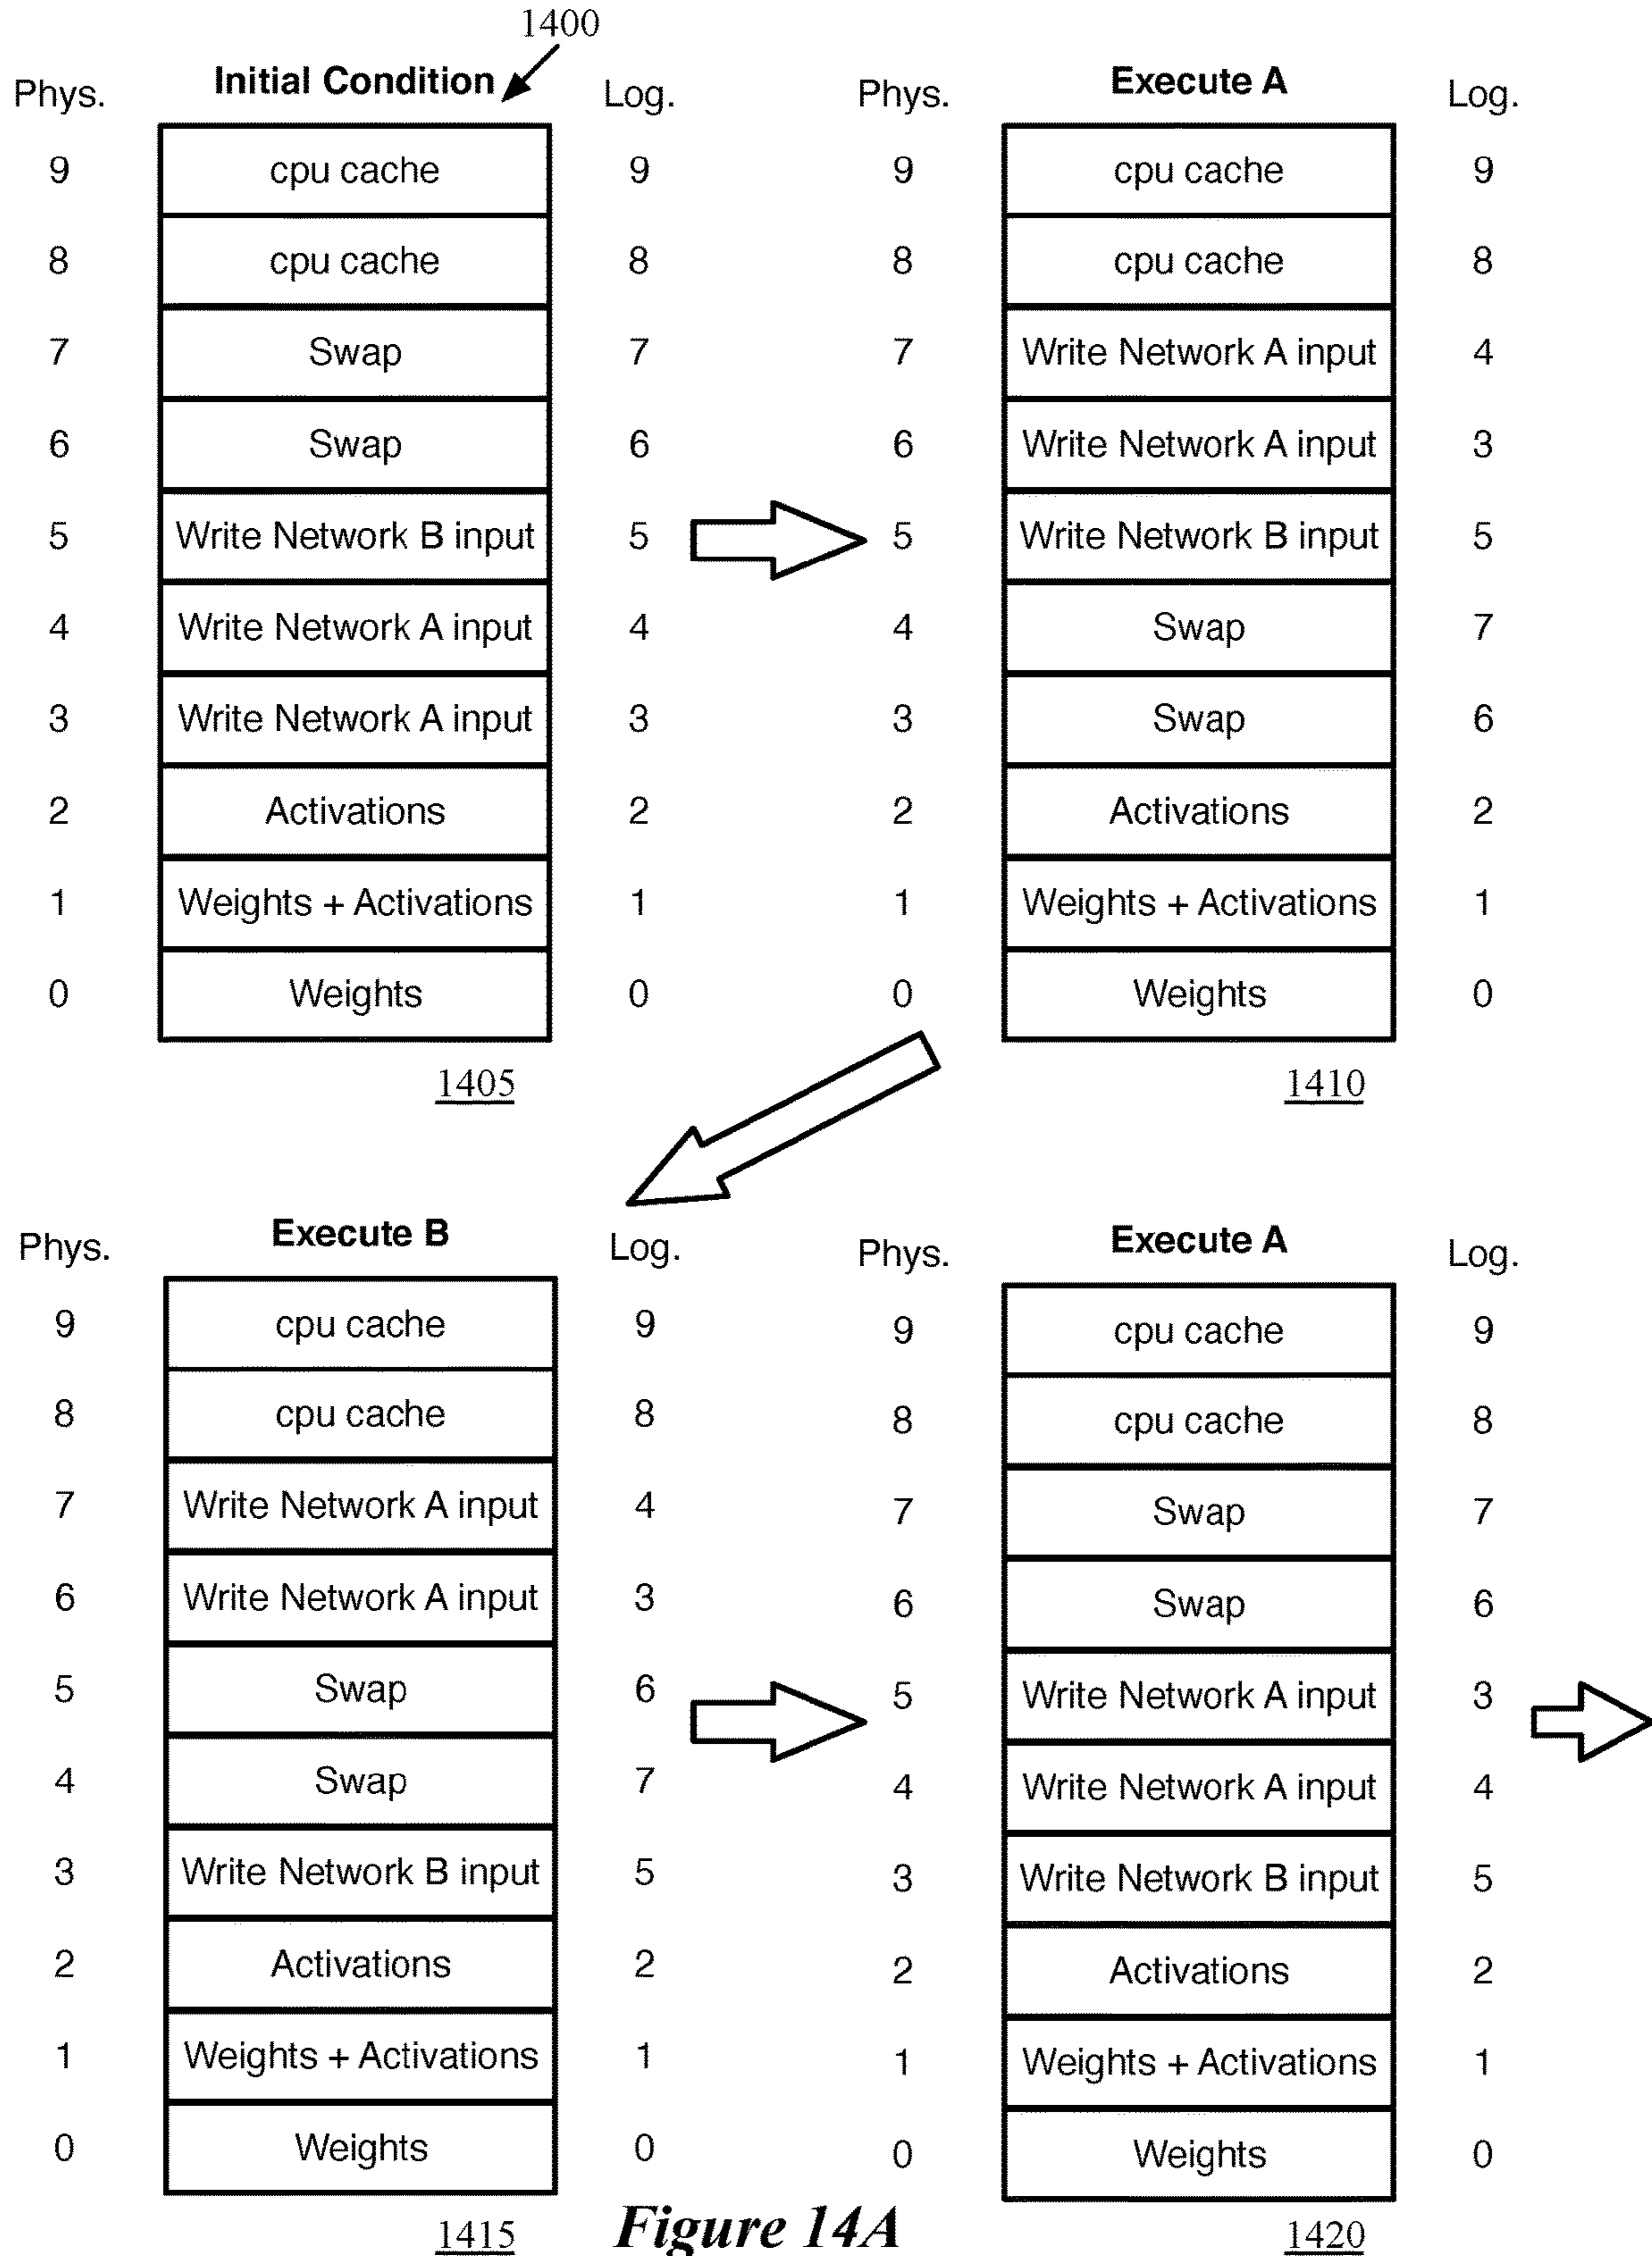 1400
Phys. Initial Condition Log. Phys. Execute A Log.
9 cpu cache 9 9 cpu cache 9
8 cpu cache 8 8 cpu cache 8
7 Swap 7 7 Write Network A input 4
6 Swap 6 6 Write Network A input 3
5 Write Network B input 5 5 Write Network B input 5
4 Write Network A input 4 4 Swap 7
3 Write Network A input 3 3 Swap 6
2 Activations 2 2 Activations 2
1 Weights + Activations 1 1 Weights + Activations 1
0 Weights 0 0 Weights 0
1405 1410
Phys. Execute B Log. Phys. Execute A Log.
9 cpu cache 9 9 cpu cache 9
8 cpu cache 8 8 cpu cache 8
7 Write Network A input 4 7 Swap 7
6 Write Network A input 3 6 Swap 6
5 Swap 6 5 Write Network A input 3
4 Swap 7 4 Write Network A input 4
3 Write Network B input 5 3 Write Network B input 5
2 Activations 2 2 Activations 2
1 Weights + Activations 1 1 Weights + Activations 1
0 Weights 0 0 Weights 0
1415 Figure 14A 1420